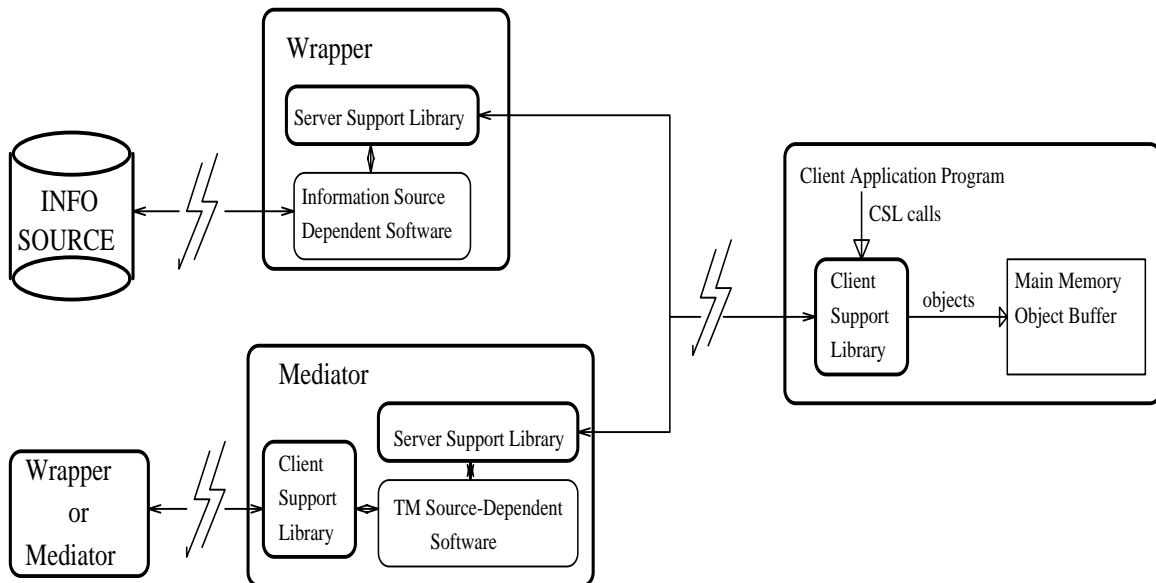 Wrapper
Server Support Library
Information Source
Dependent Software
INFO
SOURCE
Client Application Program
CSL calls
Client
Support
Library
objects
Main Memory
Object Buffer
Mediator
Server Support Library
Client
Support
Library
TM Source-Dependent
Software
Wrapper
or
Mediator